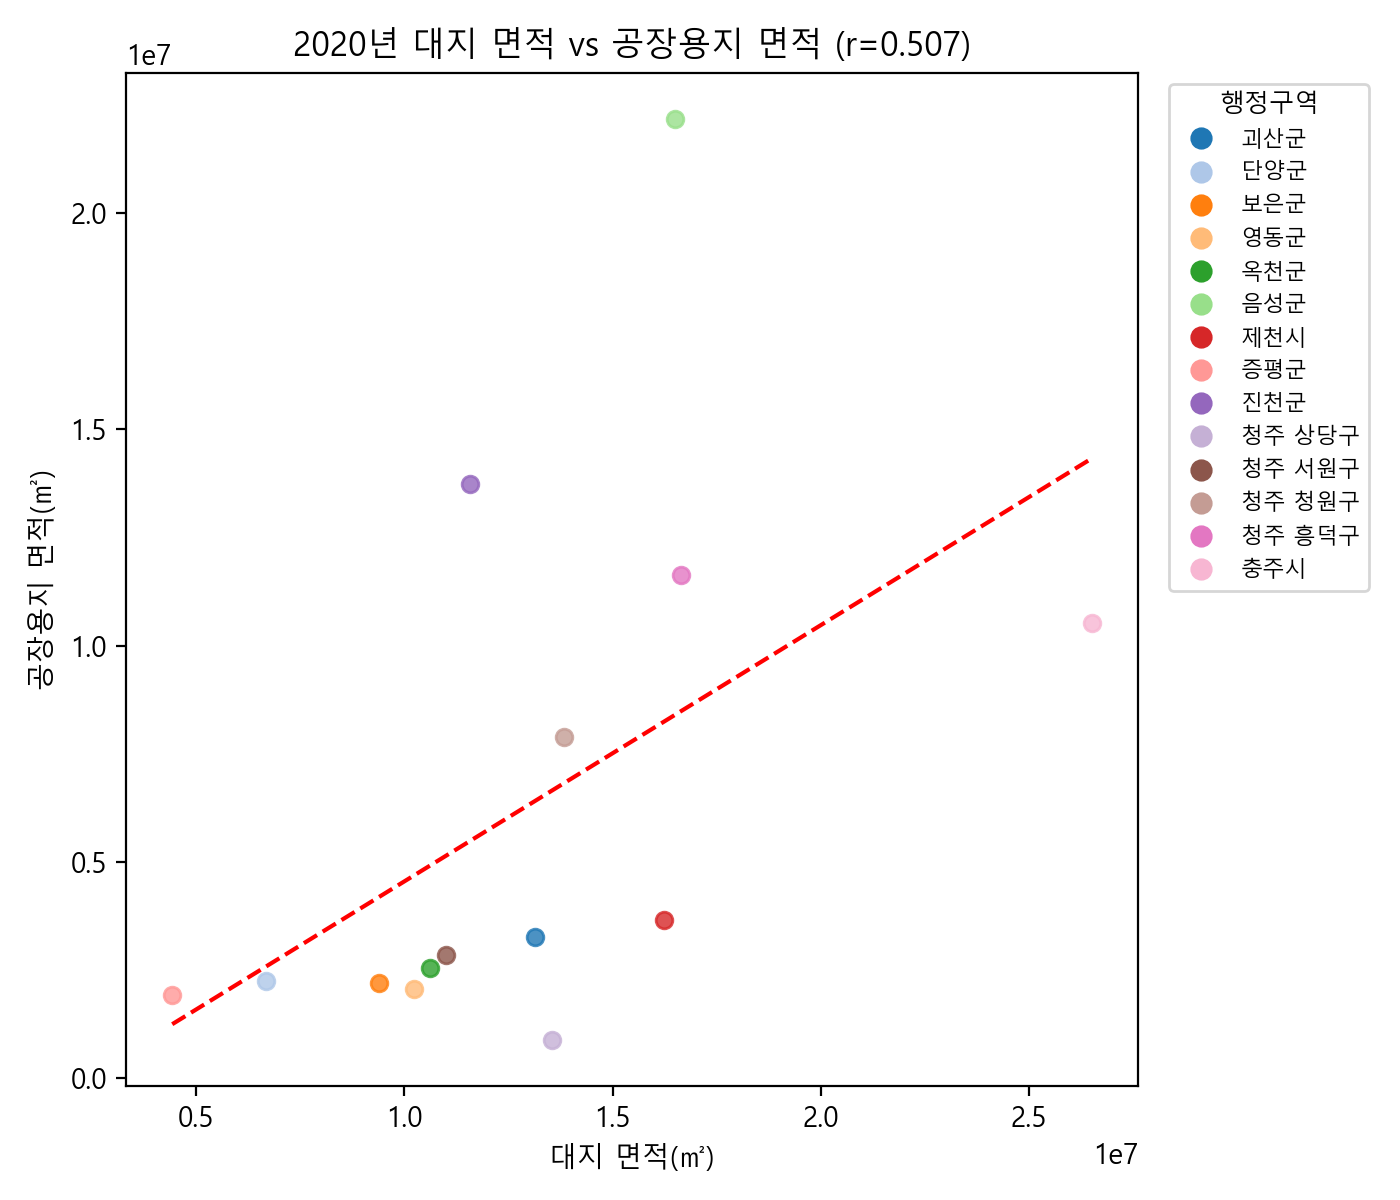 2020년 대지 면적 vs 공장용지 면적 (r=0.507)
1e7
2.0
1.5
1.0
0.5
0.0
공장용지 면적(㎡)
0.5
1.0
1.5
2.0
2.5
1e7
대지 면적(㎡)
행정구역
괴산군
단양군
보은군
영동군
옥천군
음성군
제천시
증평군
진천군
청주 상당구
청주 서원구
청주 청원구
청주 흥덕구
충주시